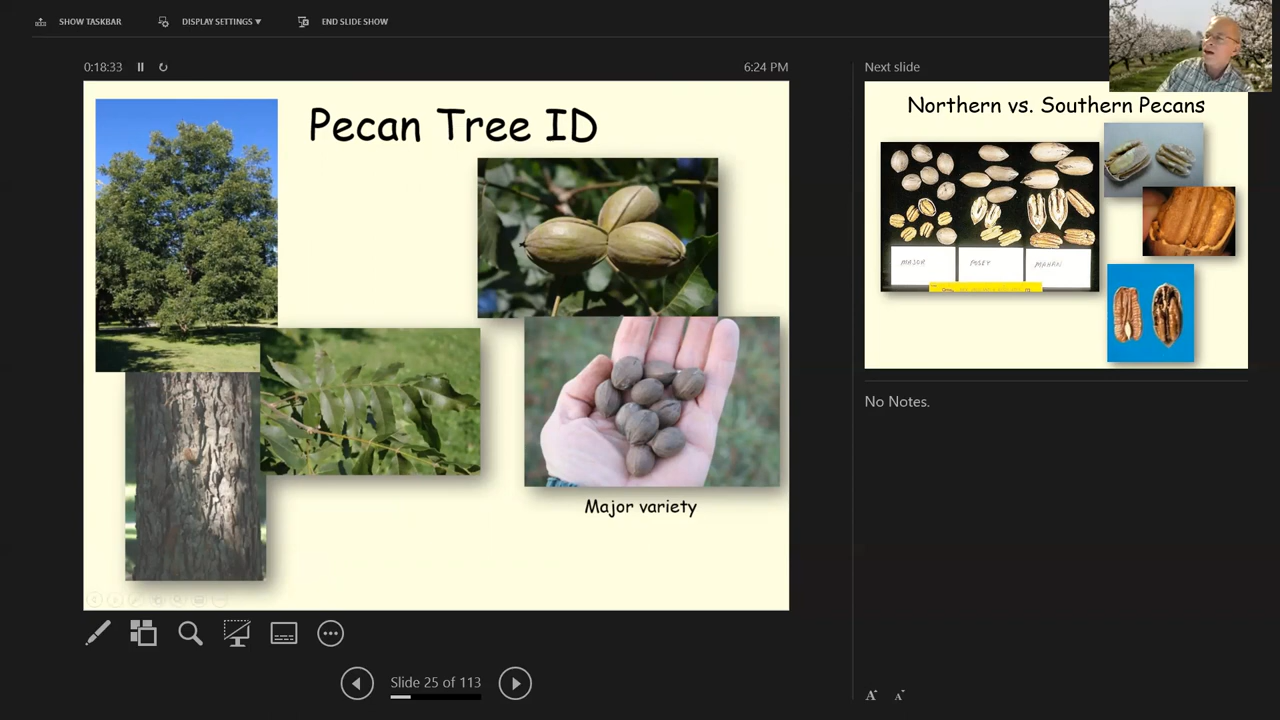 SHOW TASKBAR
DISPLAY SETTINGS ▼
END SLIDE SHOW
0:18:33
6:24 PM
Pecan Tree ID
Major variety
Slide 25 of 113
Next slide
Northern vs. Southern Pecans
MAJOR
POSEY
MAHAN
No Notes.
A
A